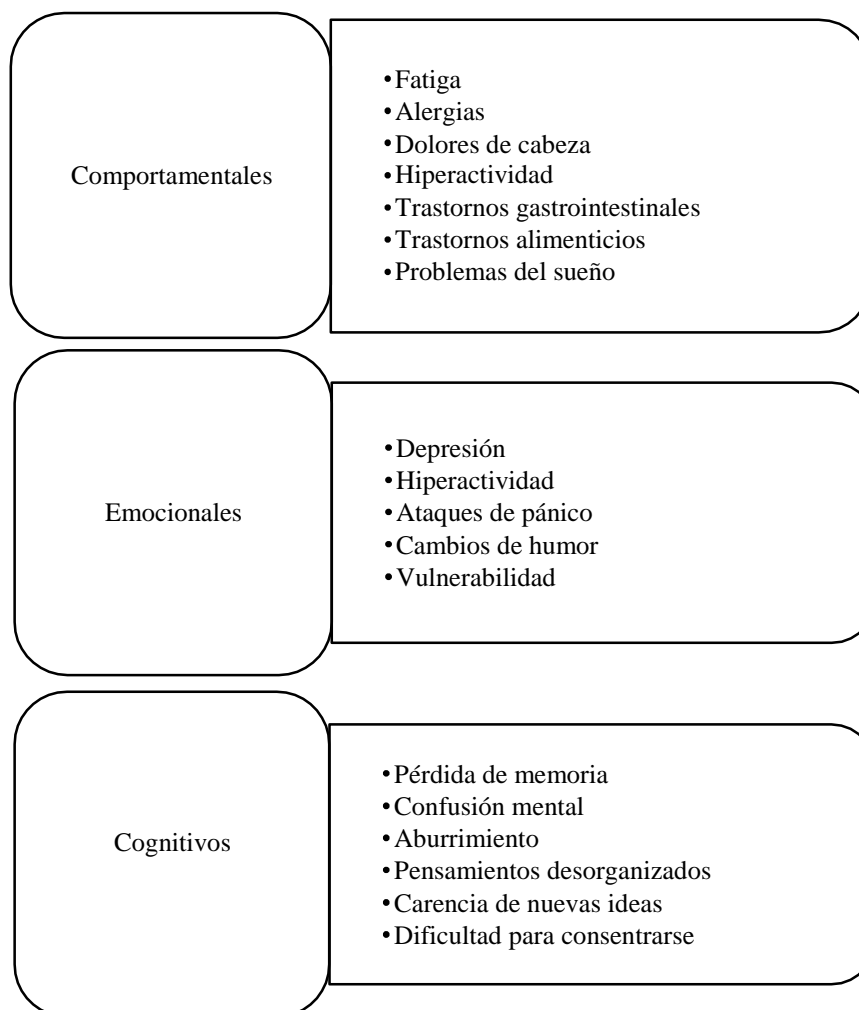 Comportamentales
•Fatiga
•Alergias
•Dolores de cabeza
•Hiperactividad
•Trastornos gastrointestinales
•Trastornos alimenticios
•Problemas del sueño
Emocionales
•Depresión
•Hiperactividad
•Ataques de pánico
•Cambios de humor
•Vulnerabilidad
Cognitivos
•Pérdida de memoria
•Confusión mental
•Aburrimiento
•Pensamientos desorganizados
•Carencia de nuevas ideas
•Dificultad para consentrarse